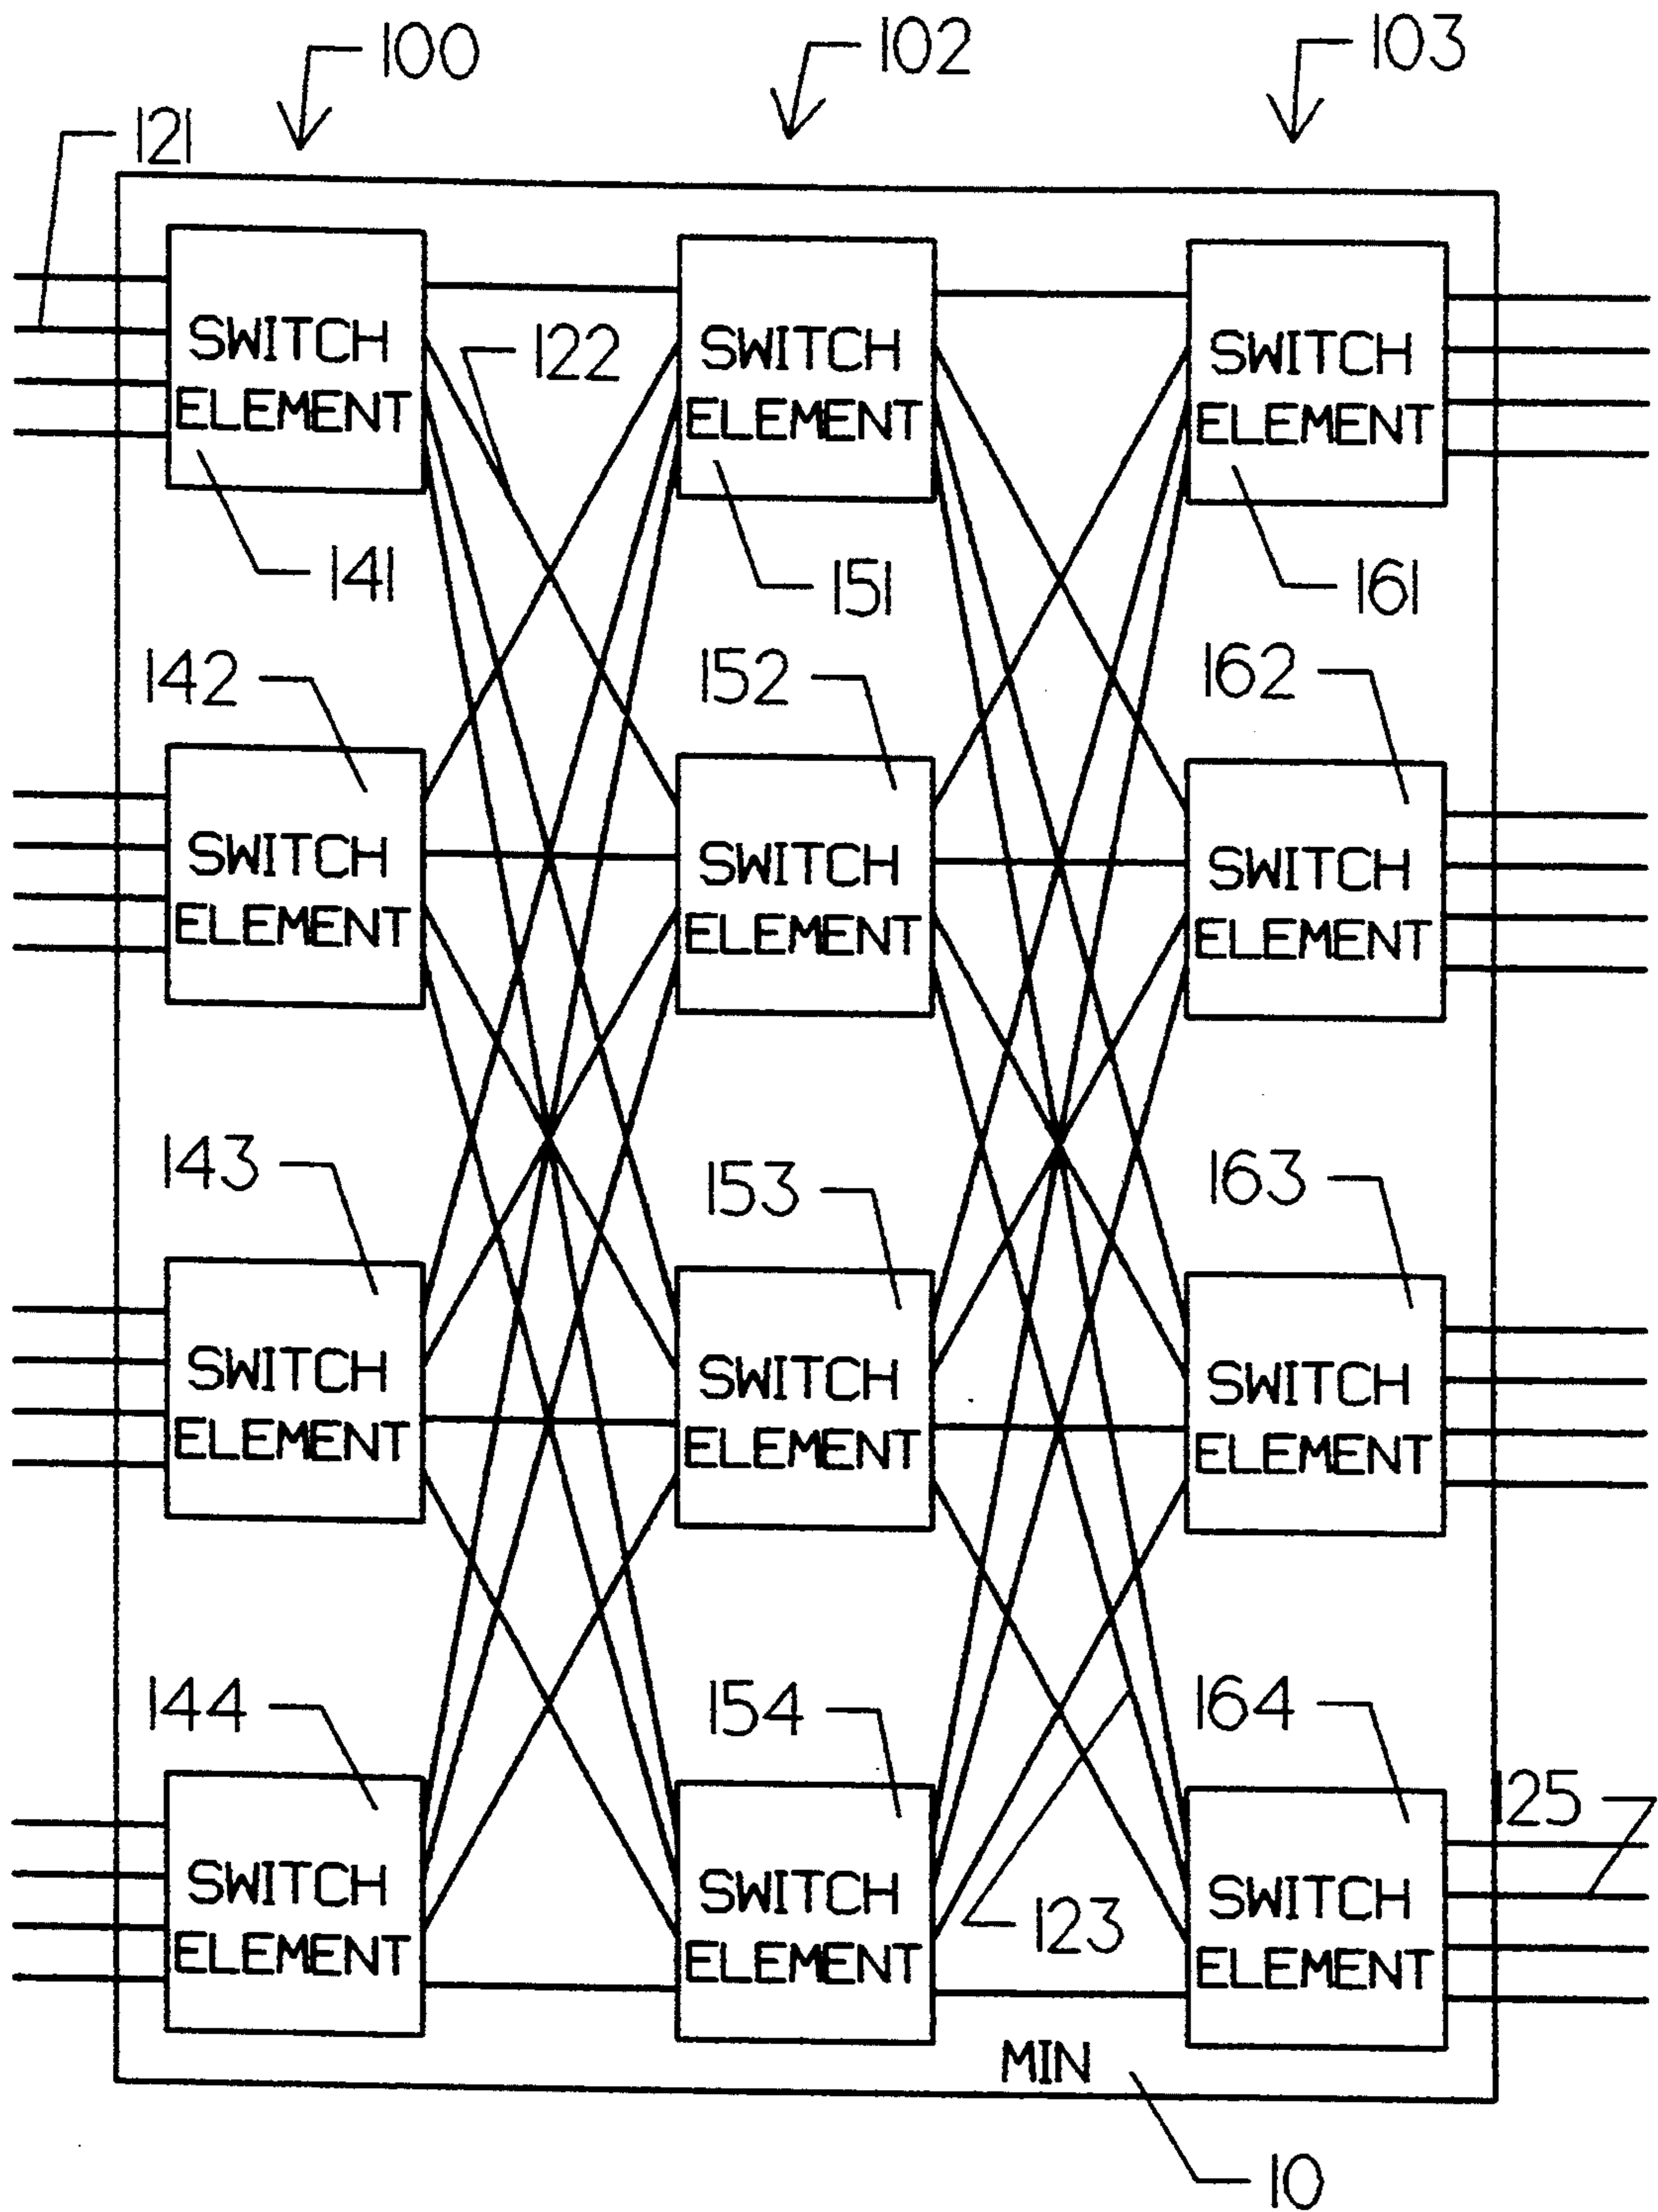 100
102
103
121
SWITCH
ELEMENT
SWITCH
ELEMENT
SWITCH
ELEMENT
122
141
151
161
142
152
162
SWITCH
ELEMENT
SWITCH
ELEMENT
SWITCH
ELEMENT
143
153
163
SWITCH
ELEMENT
SWITCH
ELEMENT
SWITCH
ELEMENT
144
154
164
125
SWITCH
ELEMENT
SWITCH
ELEMENT
SWITCH
ELEMENT
123
MIN
10